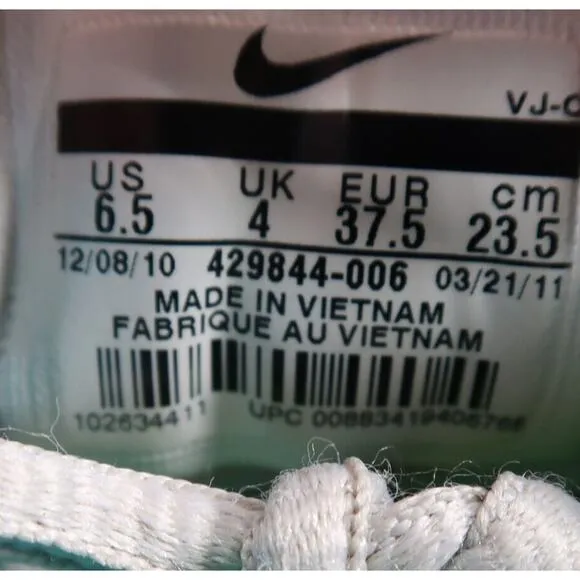 VJ-C
US UK EUR cm
6.5 4 37.5 23.5
12/08/10 429844-006 03/21/11
MADE IN VIETNAM
FABRIQUE AU VIETNAM
102634411 UPC